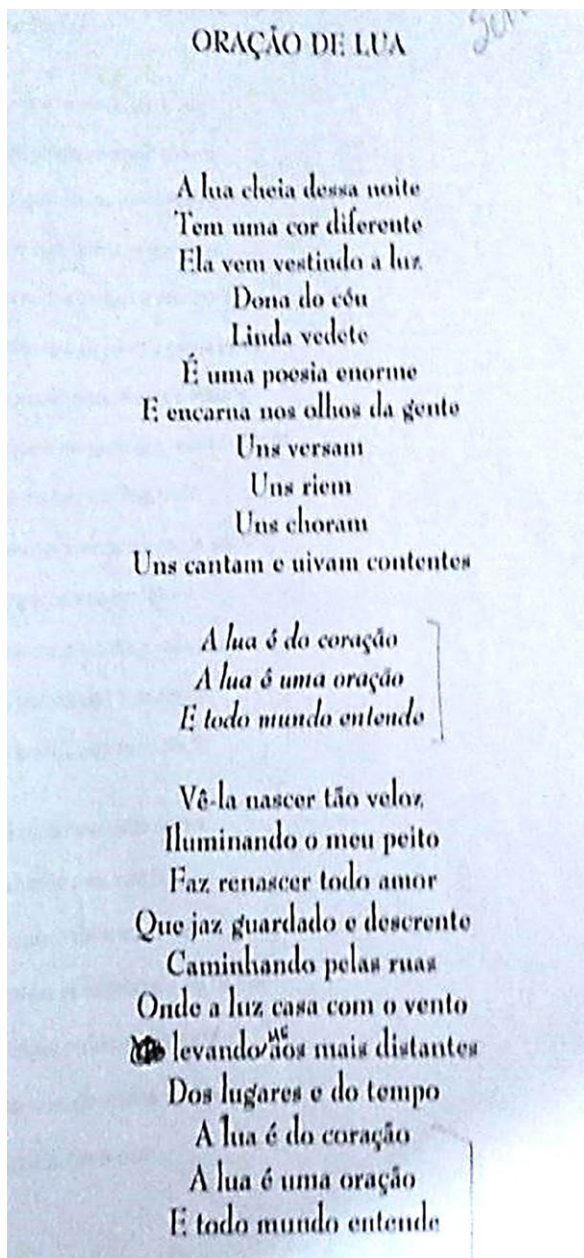 ORAÇÃO DE LUA
A lua cheia dessa noite
Tem uma cor diferente
Ela vem vestindo a luz
Dona do céu
Linda vedete
É uma poesia enorme
E encarna nos olhos da gente
Uns versam
Uns riem
Uns choram
Uns cantam e uivam contentes
A lua é do coração
A lua é uma oração
E todo mundo entende
Vê-la nascer tão veloz
Iluminando o meu peito
Faz renascer todo amor
Que jaz guardado e descrente
Caminhando pelas ruas
Onde a luz casa com o vento
levando me aos mais distantes
Dos lugares e do tempo
A lua é do coração
A lua é uma oração
E todo mundo entende